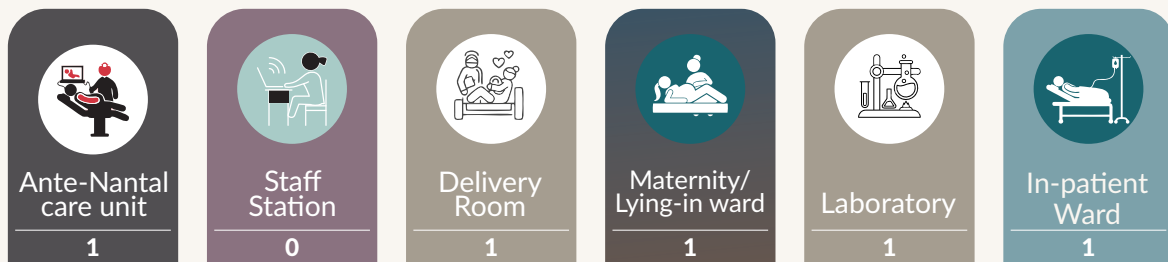 Ante-Nantal
care unit
1
Staff
Station
0
Delivery
Room
1
Maternity/
Lying-in ward
1
Laboratory
1
In-patient
Ward
1